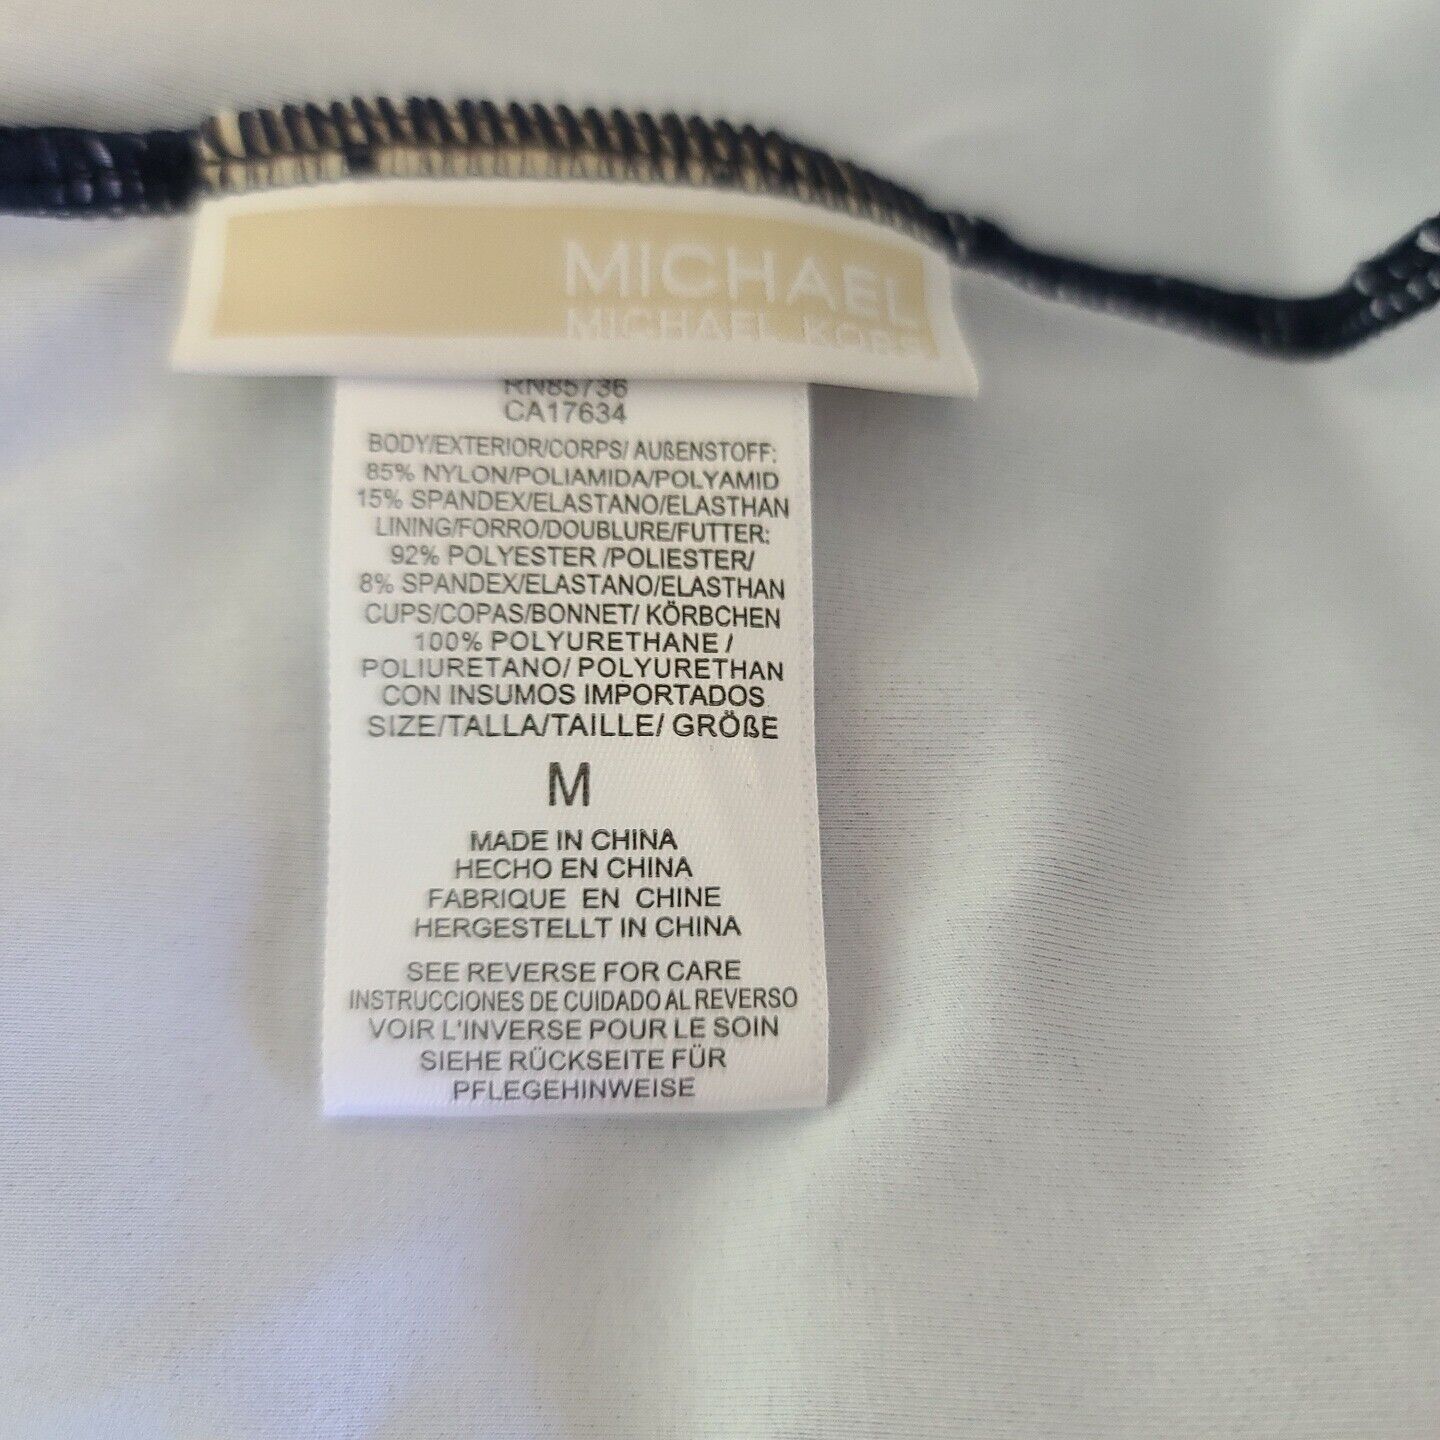 MICHAEL
MICHAEL KORS
RN85736
CA17634
BODY/EXTERIOR/CORPS/ AUßENSTOFF:
85% NYLON/POLIAMIDA/POLYAMID
15% SPANDEX/ELASTANO/ELASTHAN
LINING/FORRO/DOUBLURE/FUTTER:
92% POLYESTER /POLIESTER/
8% SPANDEX/ELASTANO/ELASTHAN
CUPS/COPAS/BONNET/ KÖRBCHEN
100% POLYURETHANE /
POLIURETANO/ POLYURETHAN
CON INSUMOS IMPORTADOS
SIZE/TALLA/TAILLE/ GRÖßE
M
MADE IN CHINA
HECHO EN CHINA
FABRIQUE EN CHINE
HERGESTELLT IN CHINA
SEE REVERSE FOR CARE
INSTRUCCIONES DE CUIDADO AL REVERSO
VOIR L'INVERSE POUR LE SOIN
SIEHE RÜCKSEITE FÜR
PFLEGEHINWEISE